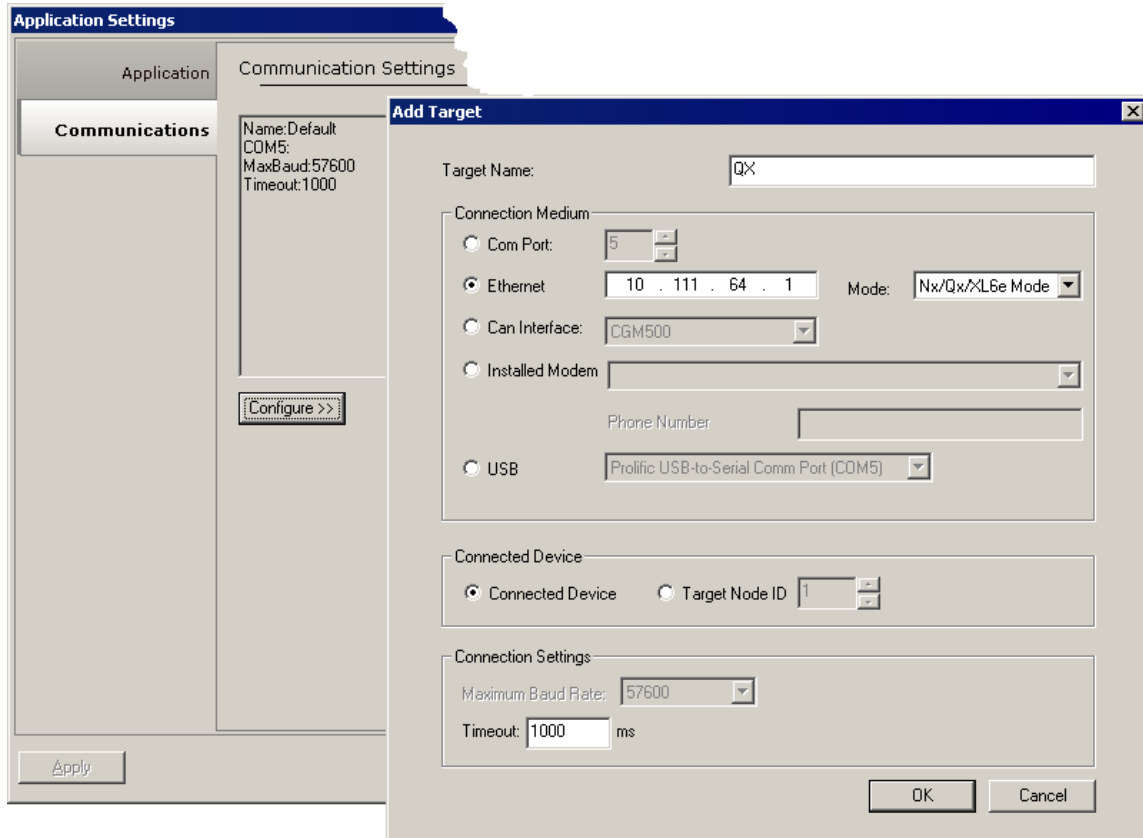 Application Settings
Application
Communications
Communication Settings
Name:Default
COM5:
MaxBaud:57600
Timeout:1000
Configure >>
Apply
Add Target
Target Name: QX
Connection Medium
Com Port: 5
Ethernet 10 . 111 . 64 . 1 Mode: Nx/Qx/XL6e Mode
Can Interface: CGM500
Installed Modem
Phone Number
USB Prolific USB-to-Serial Comm Port (COM5)
Connected Device
Connected Device Target Node ID 1
Connection Settings
Maximum Baud Rate: 57600
Timeout: 1000 ms
OK Cancel